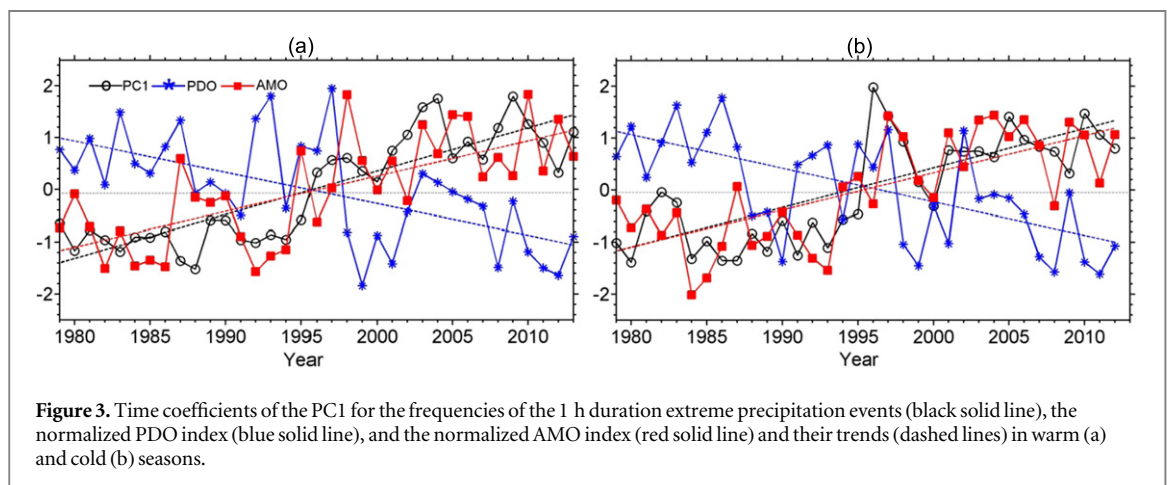 (a) (b)
PC1 PDO AMO
2 2
1 1
0 0
-1 -1
-2 -2
1980 1985 1990 1995 2000 2005 2010 1980 1985 1990 1995 2000 2005 2010
Year Year
Figure 3. Time coefficients of the PC1 for the frequencies of the 1 h duration extreme precipitation events (black solid line), the
normalized PDO index (blue solid line), and the normalized AMO index (red solid line) and their trends (dashed lines) in warm (a)
and cold (b) seasons.